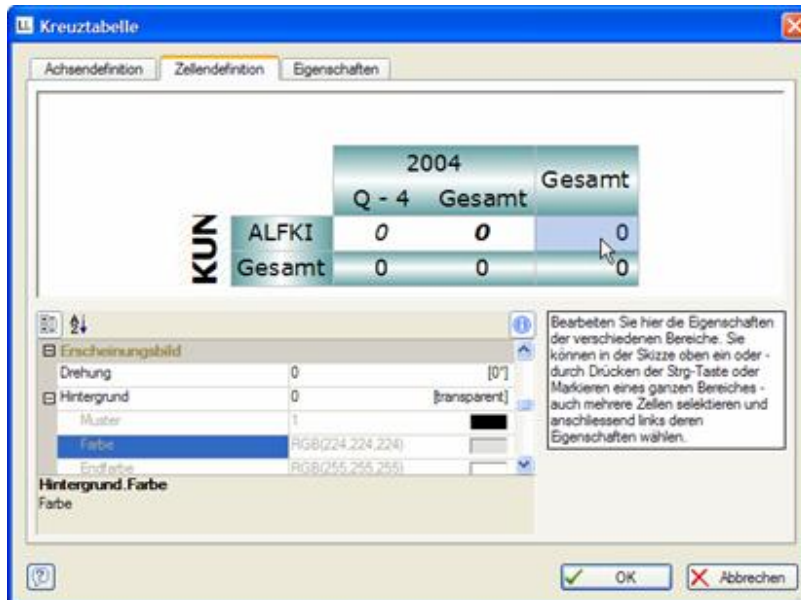 LL Kreuztabelle
Achsendefinition Zellendefinition Eigenschaften
2004 Gesamt
Q - 4 Gesamt
KUN
ALFKI 0 0 0
Gesamt 0 0 0
Erscheinungsbild
Drehung 0 [0°]
Hintergrund 0 [transparent]
Muster 1
Farbe RGB(224,224,224)
Endfarbe RGB(255,255,255)
Hintergrund.Farbe
Farbe
Bearbeten Sie hier die Eigenschaften
der verschiedenen Bereiche. Sie
können in der Skizze oben ein oder -
durch Drücken der Strg-Taste oder
Markieren eines ganzen Bereiches -
auch mehrere Zellen selektieren und
anschliessend links deren
Eigenschaften wählen.
OK Abbrechen